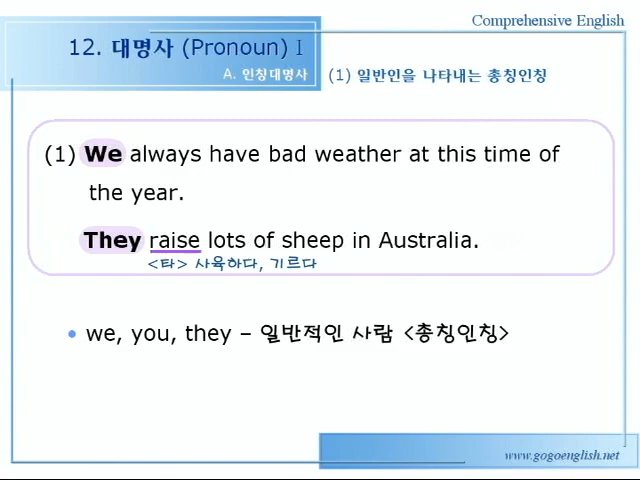 Comprehensive English
12. 대명사 (Pronoun) I
A. 인칭대명사
(1) 일반인을 나타내는 총칭인칭
(1) We always have bad weather at this time of
the year.
They raise lots of sheep in Australia.
<타> 사육하다, 기르다
• we, you, they – 일반적인 사람 <총칭인칭>
www.gogoenglish.net